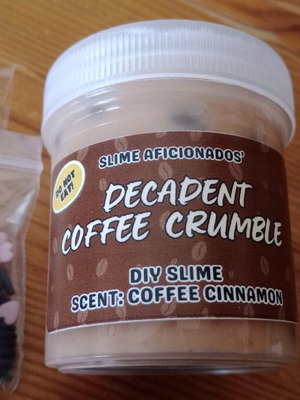 DO NOT
EAT!
SLIME AFICIONADOS'
DECADENT
COFFEE CRUMBLE
DIY SLIME
SCENT: COFFEE CINNAMON